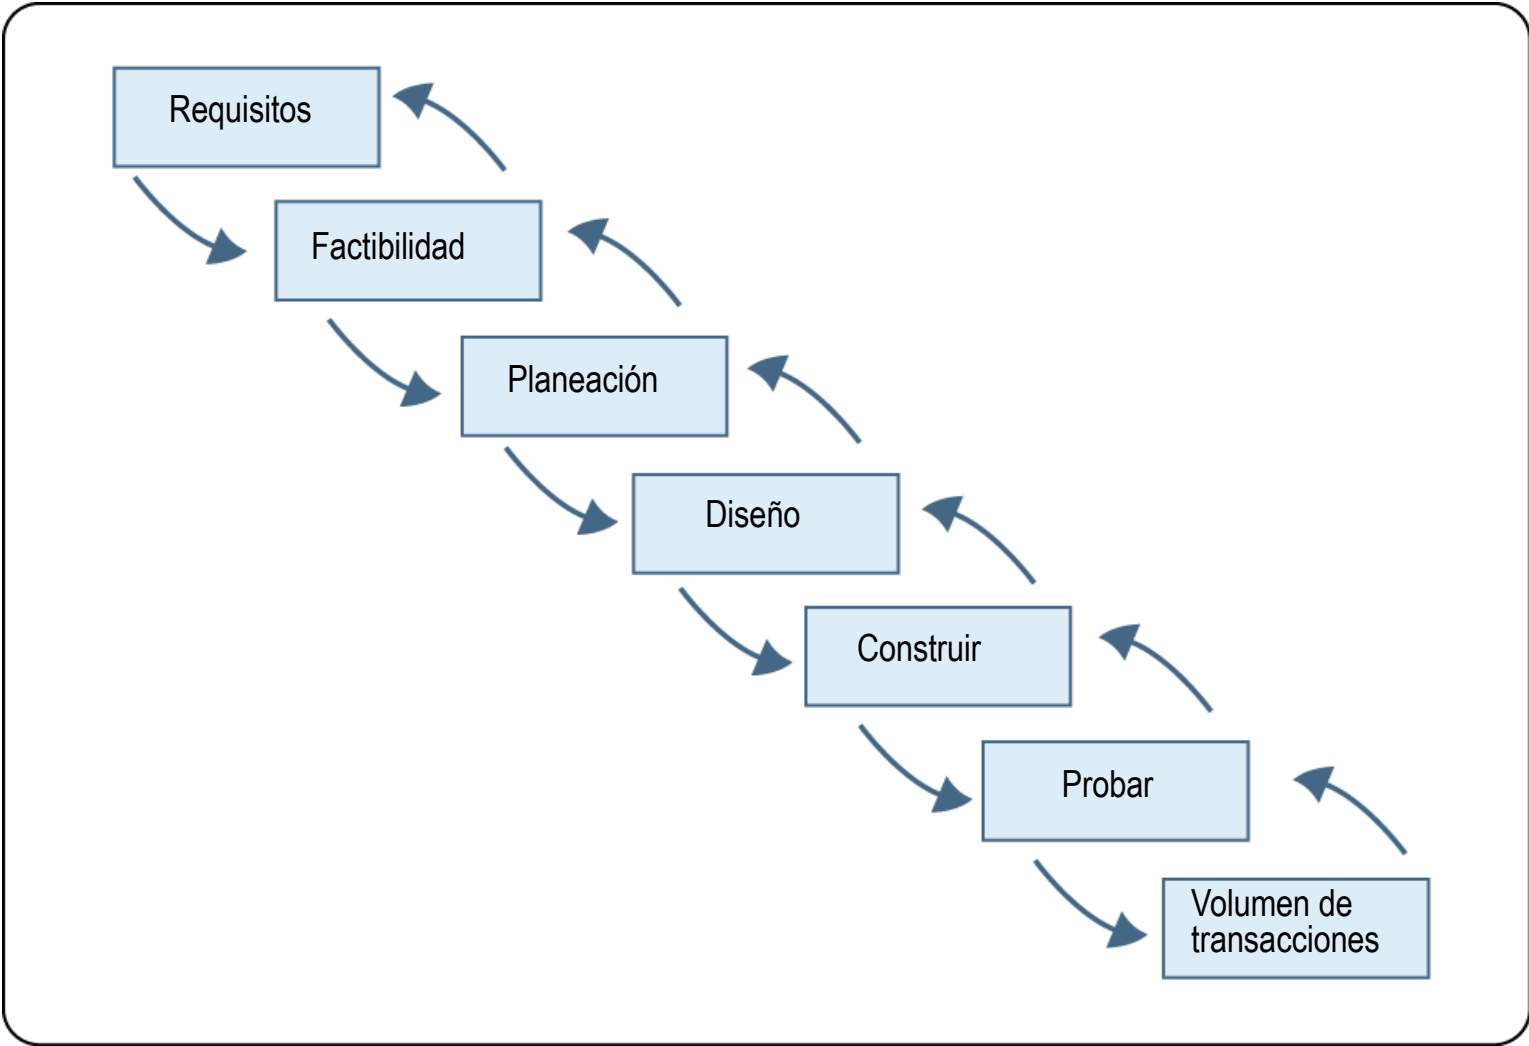 Requisitos
Factibilidad
Planeación
Diseño
Construir
Probar
Volumen de
transacciones